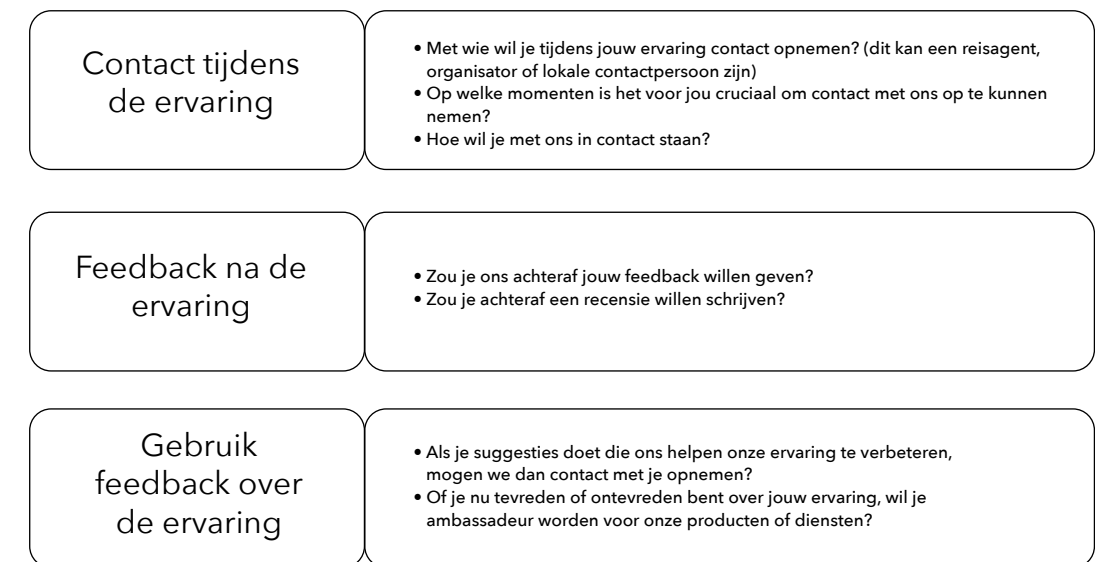 Contact tijdens
de ervaring
• Met wie wil je tijdens jouw ervaring contact opnemen? (dit kan een reisagent,
organisator of lokale contactpersoon zijn)
• Op welke momenten is het voor jou cruciaal om contact met ons op te kunnen
nemen?
• Hoe wil je met ons in contact staan?
Feedback na de
ervaring
• Zou je ons achteraf jouw feedback willen geven?
• Zou je achteraf een recensie willen schrijven?
Gebruik
feedback over
de ervaring
• Als je suggesties doet die ons helpen onze ervaring te verbeteren,
mogen we dan contact met je opnemen?
• Of je nu tevreden of ontevreden bent over jouw ervaring, wil je
ambassadeur worden voor onze producten of diensten?